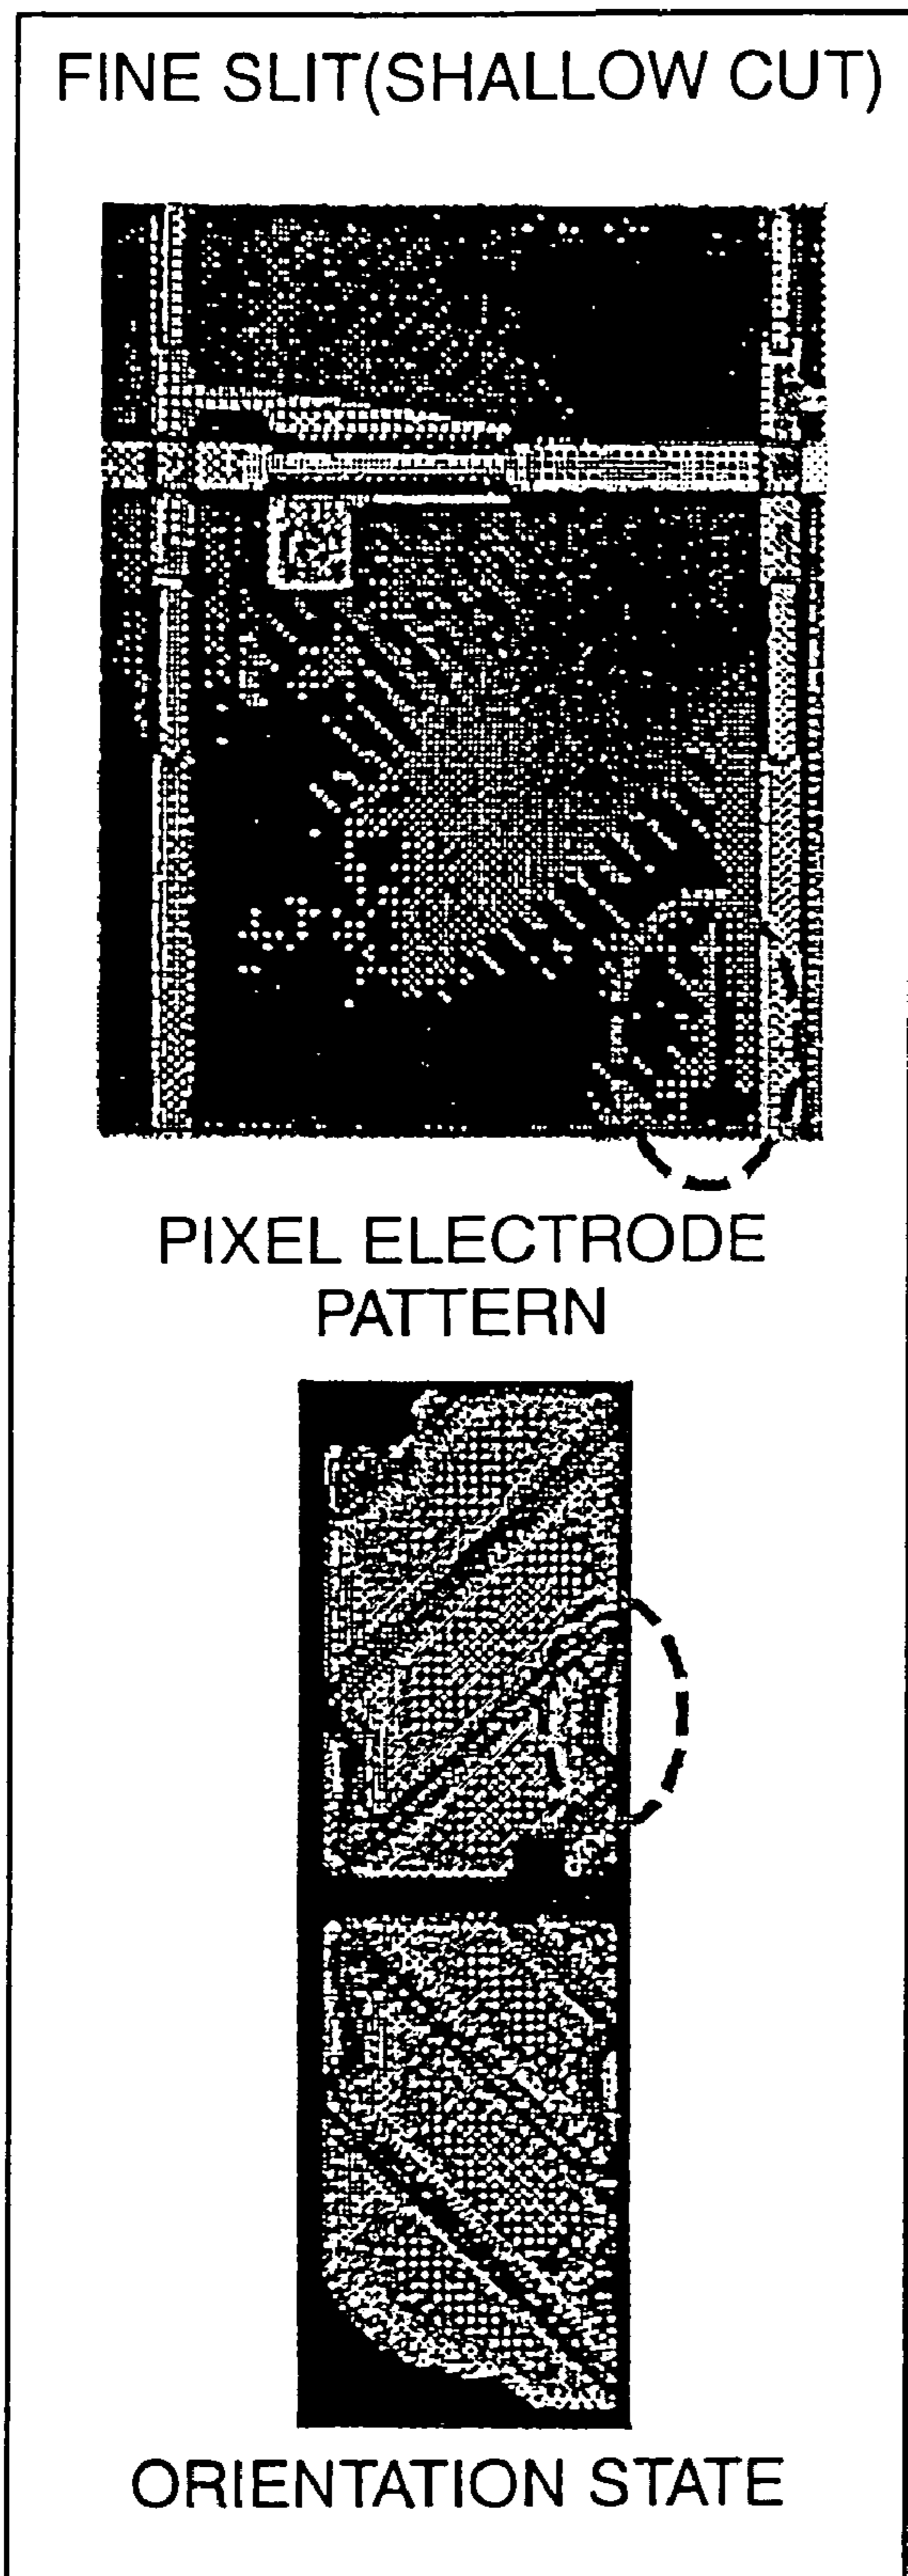 FINE SLIT(SHALLOW CUT)
PIXEL ELECTRODE
PATTERN
ORIENTATION STATE